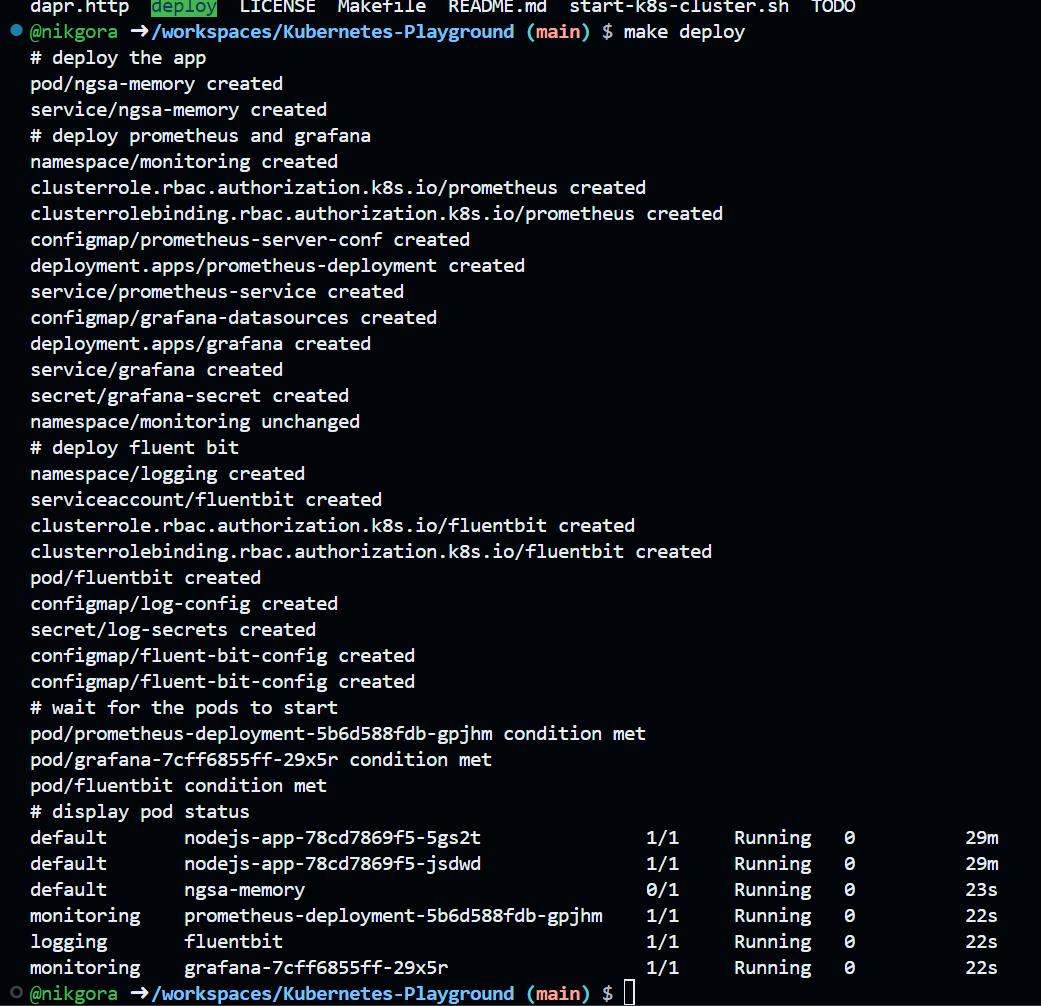 dapr.http  deploy  LICENSE  Makefile  README.md  start-k8s-cluster.sh  TODO
@nikgora ➜/workspaces/Kubernetes-Playground (main) $ make deploy
# deploy the app
pod/ngsa-memory created
service/ngsa-memory created
# deploy prometheus and grafana
namespace/monitoring created
clusterrole.rbac.authorization.k8s.io/prometheus created
clusterrolebinding.rbac.authorization.k8s.io/prometheus created
configmap/prometheus-server-conf created
deployment.apps/prometheus-deployment created
service/prometheus-service created
configmap/grafana-datasources created
deployment.apps/grafana created
service/grafana created
secret/grafana-secret created
namespace/monitoring unchanged
# deploy fluent bit
namespace/logging created
serviceaccount/fluentbit created
clusterrole.rbac.authorization.k8s.io/fluentbit created
clusterrolebinding.rbac.authorization.k8s.io/fluentbit created
pod/fluentbit created
configmap/log-config created
secret/log-secrets created
configmap/fluent-bit-config created
configmap/fluent-bit-config created
# wait for the pods to start
pod/prometheus-deployment-5b6d588fdb-gpjhm condition met
pod/grafana-7cff6855ff-29x5r condition met
pod/fluentbit condition met
# display pod status
default       nodejs-app-78cd7869f5-5gs2t               1/1     Running   0          29m
default       nodejs-app-78cd7869f5-jsdwd               1/1     Running   0          29m
default       ngsa-memory                               0/1     Running   0          23s
monitoring    prometheus-deployment-5b6d588fdb-gpjhm    1/1     Running   0          22s
logging       fluentbit                                 1/1     Running   0          22s
monitoring    grafana-7cff6855ff-29x5r                  1/1     Running   0          22s
@nikgora ➜/workspaces/Kubernetes-Playground (main) $